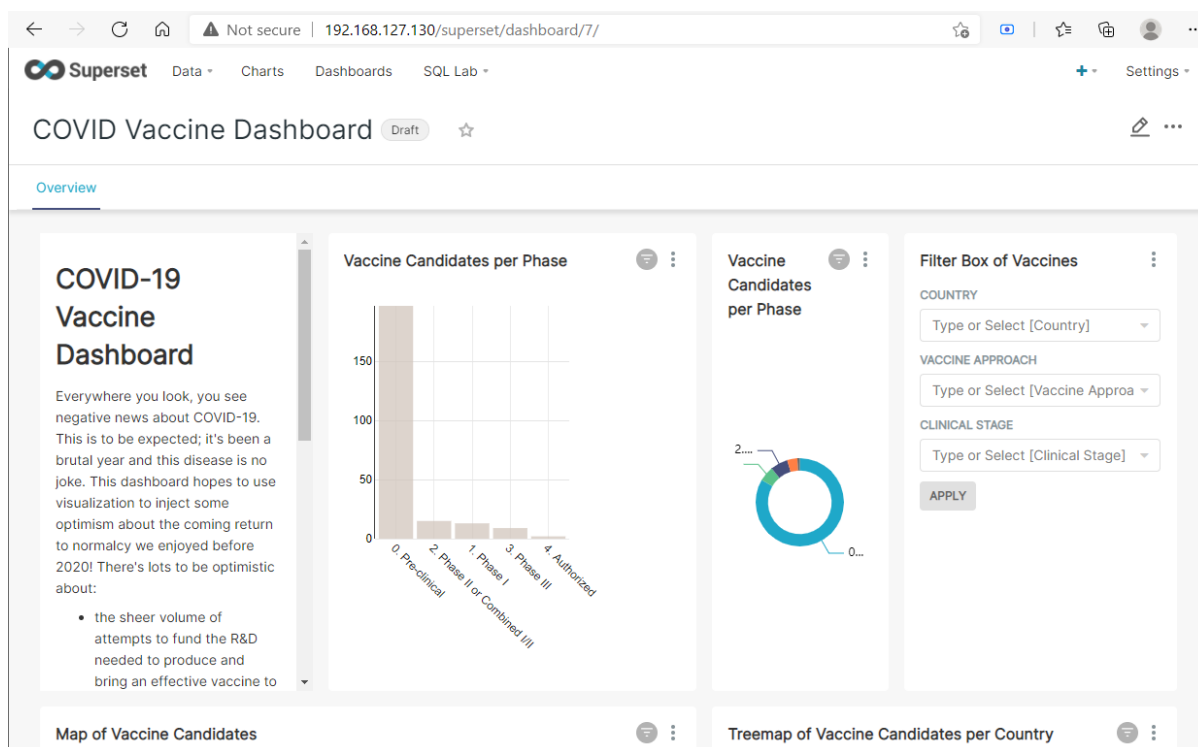 Not secure | 192.168.127.130/superset/dashboard/7/
Superset Data Charts Dashboards SQL Lab + Settings
COVID Vaccine Dashboard Draft
Overview
COVID-19
Vaccine
Dashboard
Everywhere you look, you see
negative news about COVID-19.
This is to be expected; it's been a
brutal year and this disease is no
joke. This dashboard hopes to use
visualization to inject some
optimism about the coming return
to normalcy we enjoyed before
2020! There's lots to be optimistic
about:
• the sheer volume of
attempts to fund the R&D
needed to produce and
bring an effective vaccine to
Vaccine Candidates per Phase
150
100
50
0
0. Pre-clinical
2. Phase II or Combined I/II
1. Phase I
3. Phase III
4. Authorized
Vaccine
Candidates
per Phase
2....
0...
Filter Box of Vaccines
COUNTRY
Type or Select [Country]
VACCINE APPROACH
Type or Select [Vaccine Approa
CLINICAL STAGE
Type or Select [Clinical Stage]
APPLY
Map of Vaccine Candidates
Treemap of Vaccine Candidates per Country